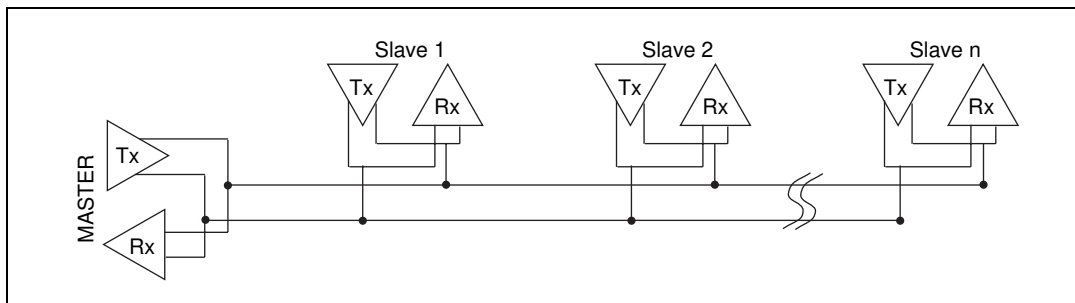 Slave 1
Slave 2
Slave n
Tx
Rx
Tx
Rx
Tx
Rx
MASTER
Tx
Rx